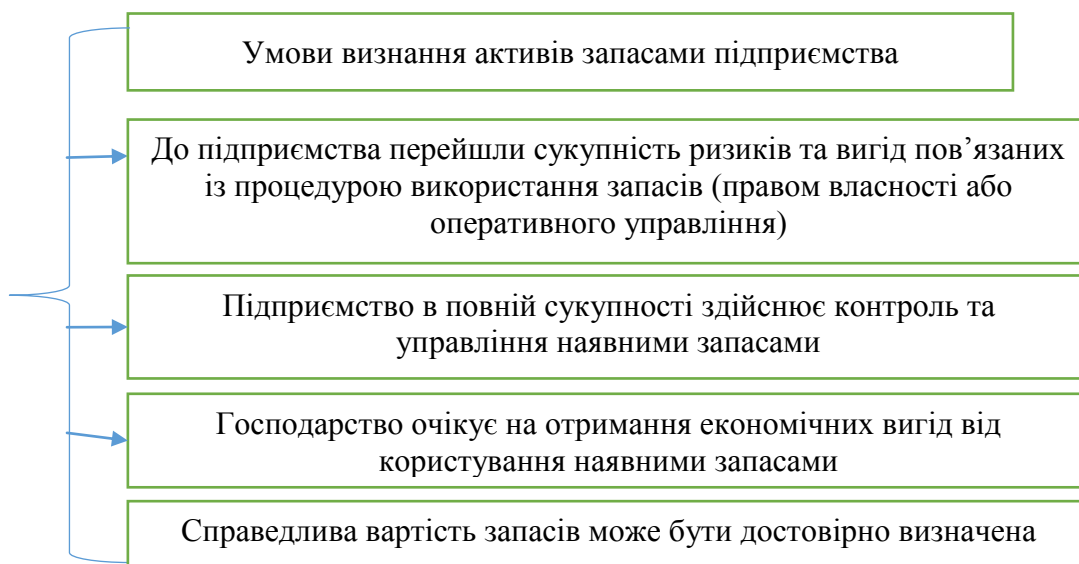 Умови визнання активів запасами підприємства
До підприємства перейшли сукупність ризиків та вигід пов’язаних
із процедурою використання запасів (правом власності або
оперативного управління)
Підприємство в повній сукупності здійснює контроль та
управління наявними запасами
Господарство очікує на отримання економічних вигід від
користування наявними запасами
Справедлива вартість запасів може бути достовірно визначена